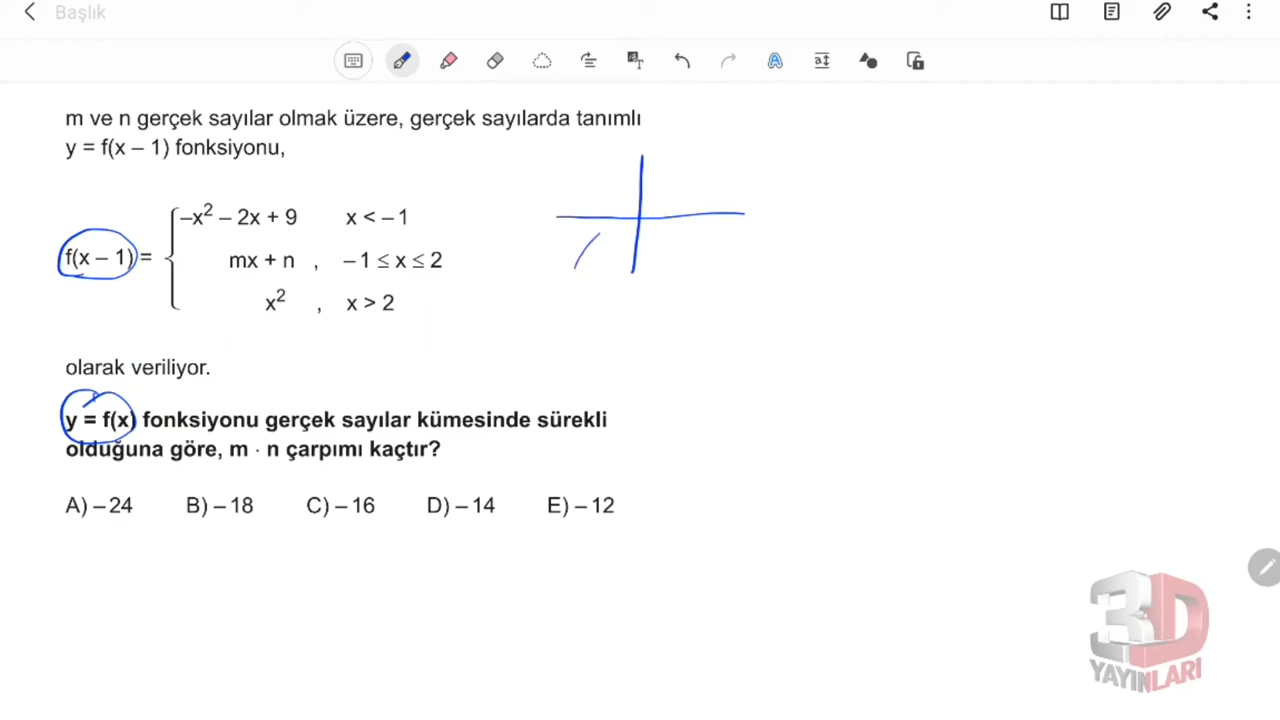 Başlık
m ve n gerçek sayılar olmak üzere, gerçek sayılarda tanımlı
y = f(x – 1) fonksiyonu,
–x² – 2x + 9 x < – 1
f(x – 1) = mx + n , – 1 ≤ x ≤ 2
x² , x > 2
olarak veriliyor.
y = f(x) fonksiyonu gerçek sayılar kümesinde sürekli
olduğuna göre, m · n çarpımı kaçtır?
A) – 24 B) – 18 C) – 16 D) – 14 E) – 12
3D
YAYINLARI